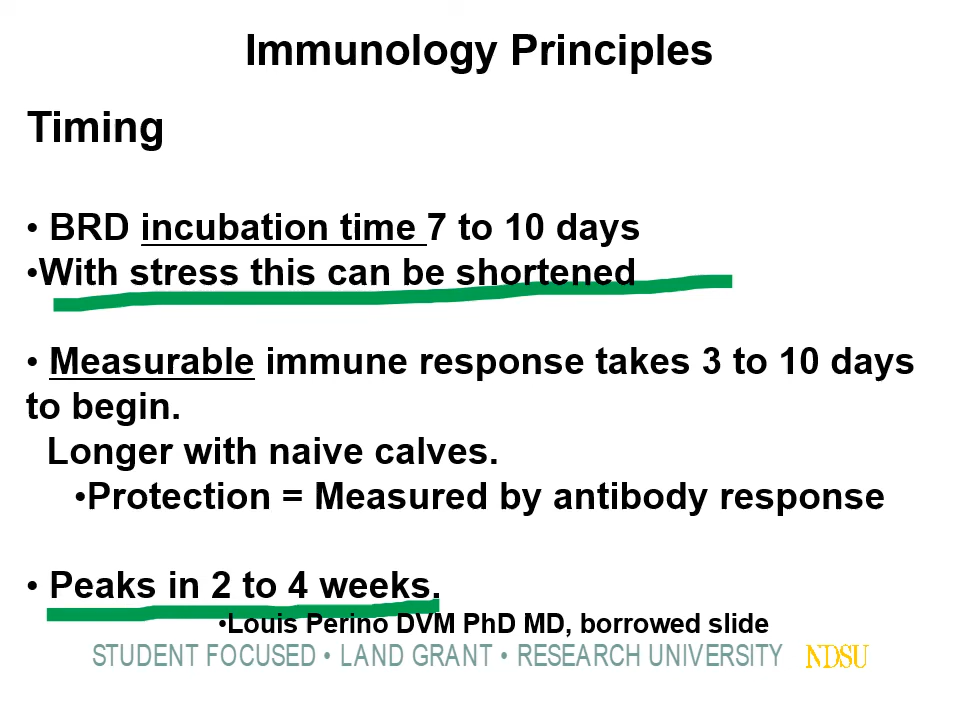 Immunology Principles
Timing
• BRD incubation time 7 to 10 days
•With stress this can be shortened
• Measurable immune response takes 3 to 10 days
to begin.
Longer with naive calves.
•Protection = Measured by antibody response
• Peaks in 2 to 4 weeks.
•Louis Perino DVM PhD MD, borrowed slide
STUDENT FOCUSED • LAND GRANT • RESEARCH UNIVERSITY NDSU